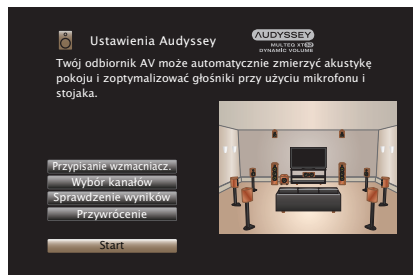 Ustawienia Audyssey
AUDYSSEY
MULTEQ XT32
DYNAMIC VOLUME
Twój odbiornik AV może automatycznie zmierzyć akustykę
pokoju i zoptymalizować głośniki przy użyciu mikrofonu i
stojaka.
Przypisanie wzmacniacz.
Wybór kanałów
Sprawdzenie wyników
Przywrócenie
Start